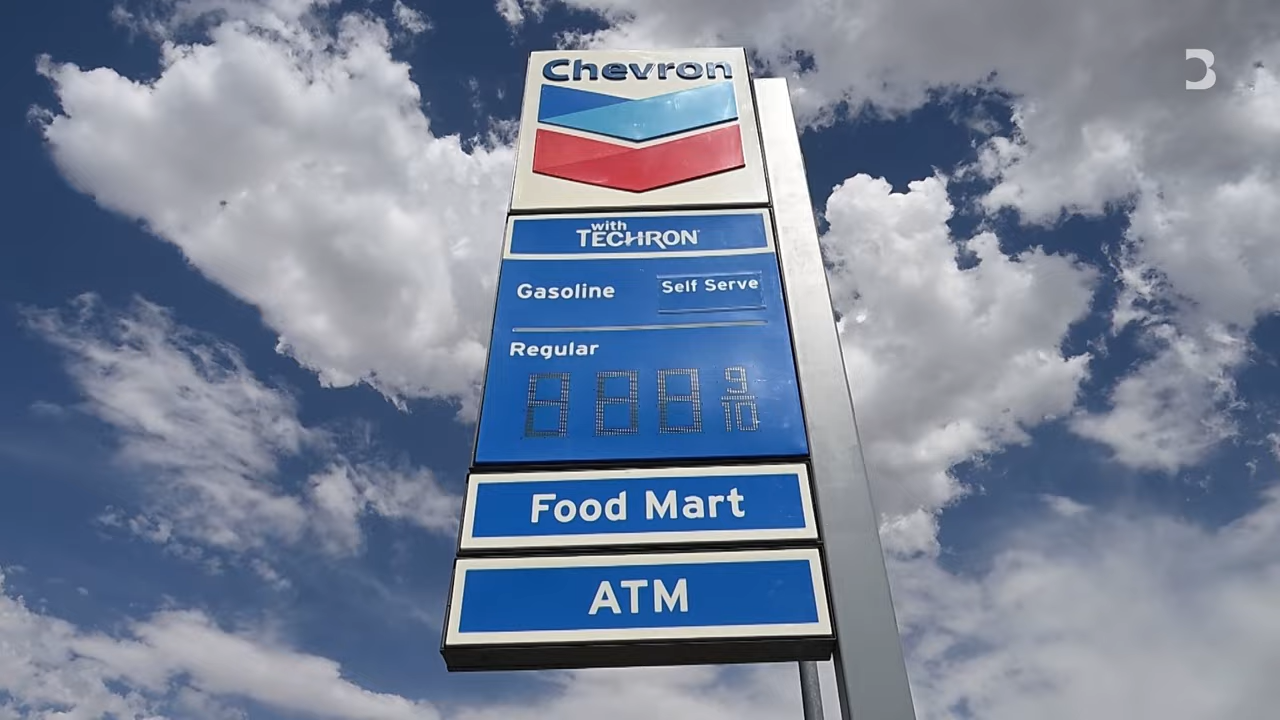 Chevron
with
TECHRON
Gasoline
Self Serve
Regular
9
10
Food Mart
ATM